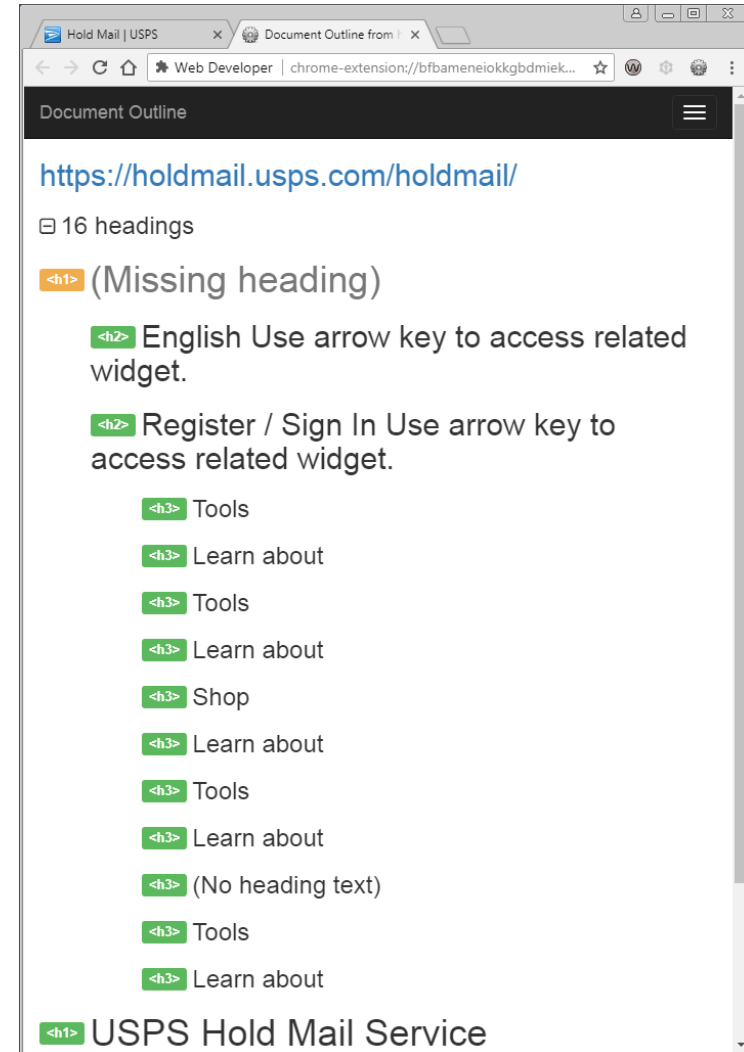 Hold Mail | USPS
Document Outline from h
Web Developer | chrome-extension://bfbameneiokkgbdmiek...
Document Outline
https://holdmail.usps.com/holdmail/
16 headings
<h1> (Missing heading)
<h2> English Use arrow key to access related
widget.
<h2> Register / Sign In Use arrow key to
access related widget.
<h3> Tools
<h3> Learn about
<h3> Tools
<h3> Learn about
<h3> Shop
<h3> Learn about
<h3> Tools
<h3> Learn about
<h3> (No heading text)
<h3> Tools
<h3> Learn about
<h1> USPS Hold Mail Service